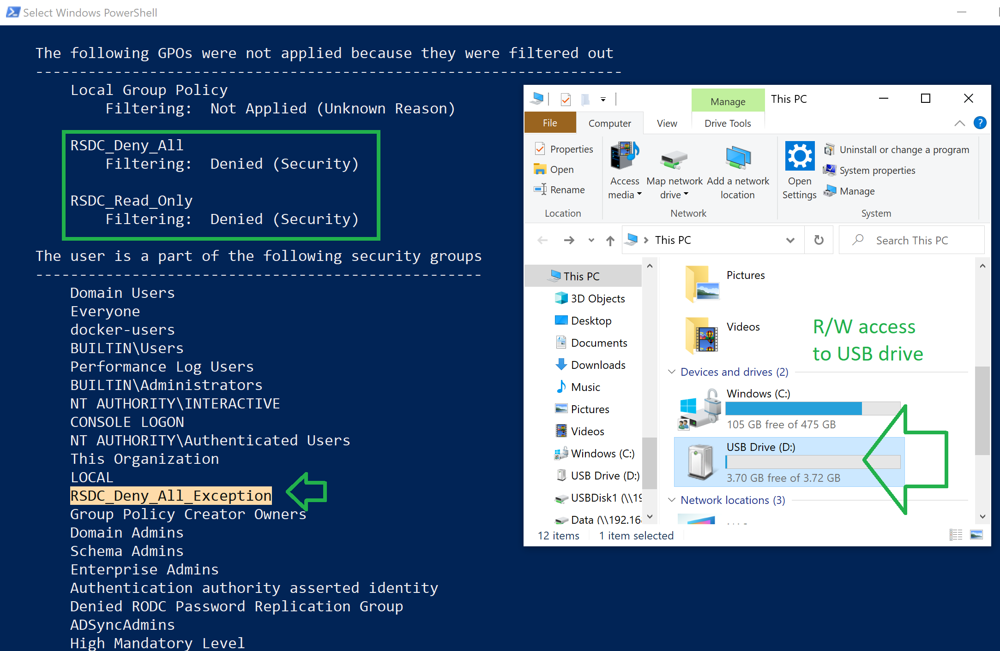 Select Windows PowerShell
The following GPOs were not applied because they were filtered out
-------------------------------------------------------------------
Local Group Policy
Filtering:  Not Applied (Unknown Reason)
RSDC_Deny_All
Filtering:  Denied (Security)
RSDC_Read_Only
Filtering:  Denied (Security)
The user is a part of the following security groups
---------------------------------------------------
Domain Users
Everyone
docker-users
BUILTIN\Users
Performance Log Users
BUILTIN\Administrators
NT AUTHORITY\INTERACTIVE
CONSOLE LOGON
NT AUTHORITY\Authenticated Users
This Organization
LOCAL
RSDC_Deny_All_Exception
Group Policy Creator Owners
Domain Admins
Schema Admins
Enterprise Admins
Authentication authority asserted identity
Denied RODC Password Replication Group
ADSyncAdmins
High Mandatory Level
Manage
This PC
File
Computer
View
Drive Tools
Properties
Open
Rename
Location
Access
media
Map network
drive
Add a network
location
Network
Open
Settings
Uninstall or change a program
System properties
Manage
System
This PC
Search This PC
This PC
3D Objects
Desktop
Documents
Downloads
Music
Pictures
Videos
Windows (C:)
USB Drive (D:)
USBDisk1 (\\19
Data (\\192.16
Pictures
Videos
R/W access
to USB drive
Devices and drives (2)
Windows (C:)
105 GB free of 475 GB
USB Drive (D:)
3.70 GB free of 3.72 GB
Network locations (3)
12 items
1 item selected